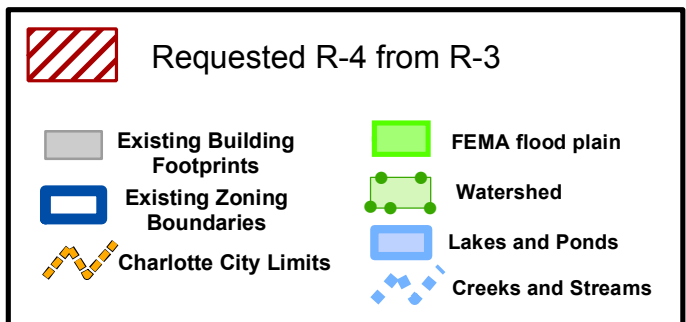 Requested R-4 from R-3
Existing Building
Footprints
Existing Zoning
Boundaries
Charlotte City Limits
FEMA flood plain
Watershed
Lakes and Ponds
Creeks and Streams